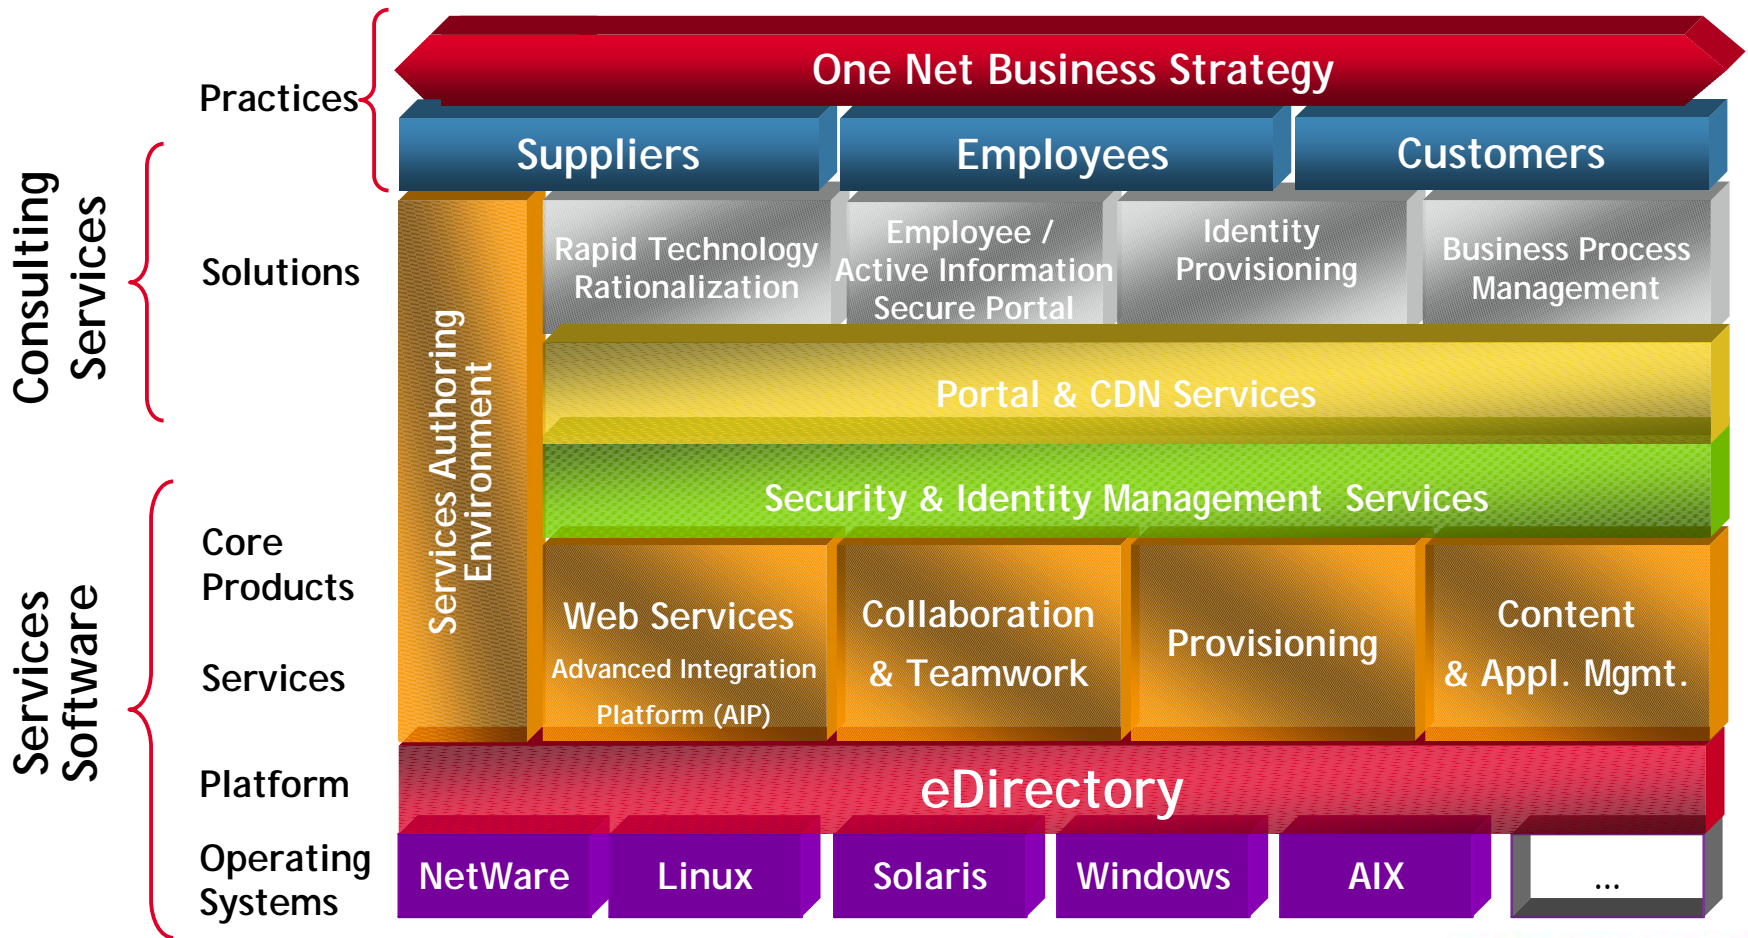 One Net Business Strategy
Practices
Suppliers
Employees
Customers
Consulting
Services
Solutions
Services Authoring
Environment
Rapid Technology
Rationalization
Employee /
Active Information
Secure Portal
Identity
Provisioning
Business Process
Management
Portal & CDN Services
Security & Identity Management Services
Services
Software
Core
Products
Services
Web Services
Advanced Integration
Platform (AIP)
Collaboration
& Teamwork
Provisioning
Content
& Appl. Mgmt.
Platform
eDirectory
Operating
Systems
NetWare
Linux
Solaris
Windows
AIX
...